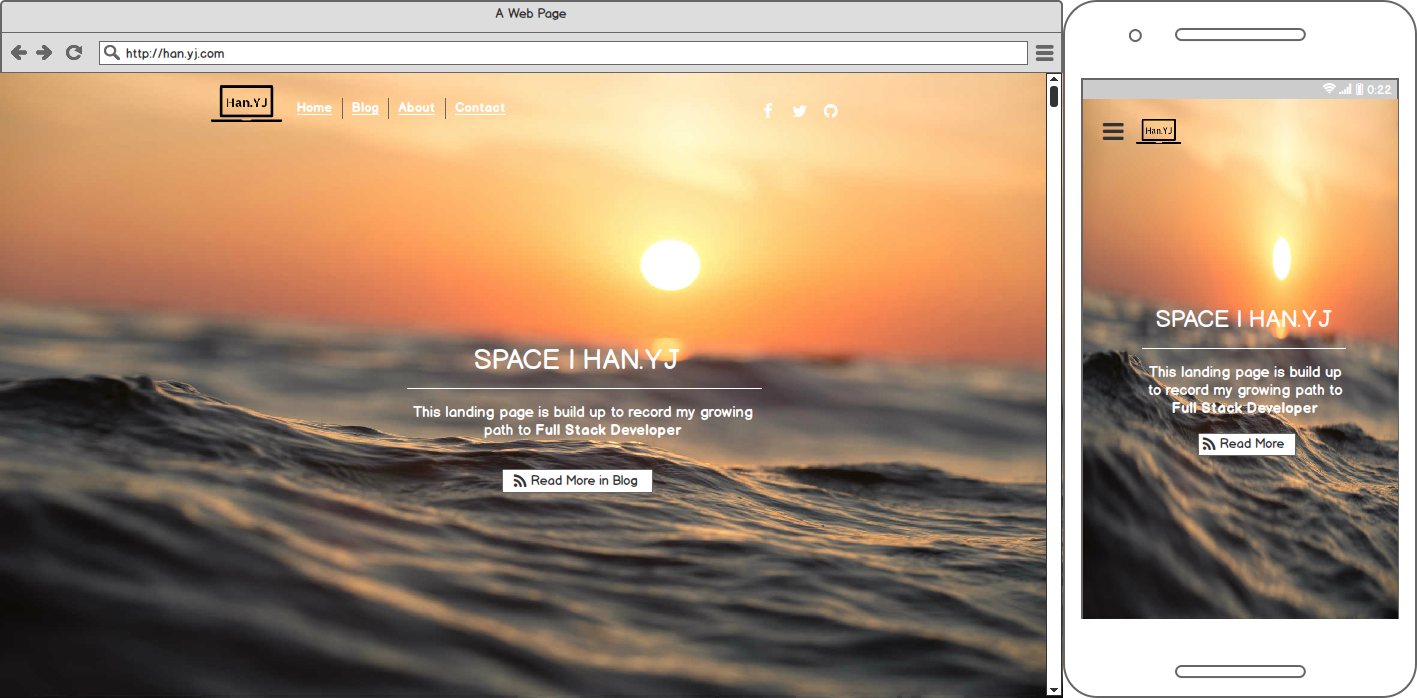 A Web Page
http://han.yj.com
Han.YJ
Home Blog About Contact
SPACE I HAN.YJ
This landing page is build up to record my growing
path to Full Stack Developer
Read More in Blog
0:22
Han.YJ
SPACE I HAN.YJ
This landing page is build up
to record my growing path to
Full Stack Developer
Read More